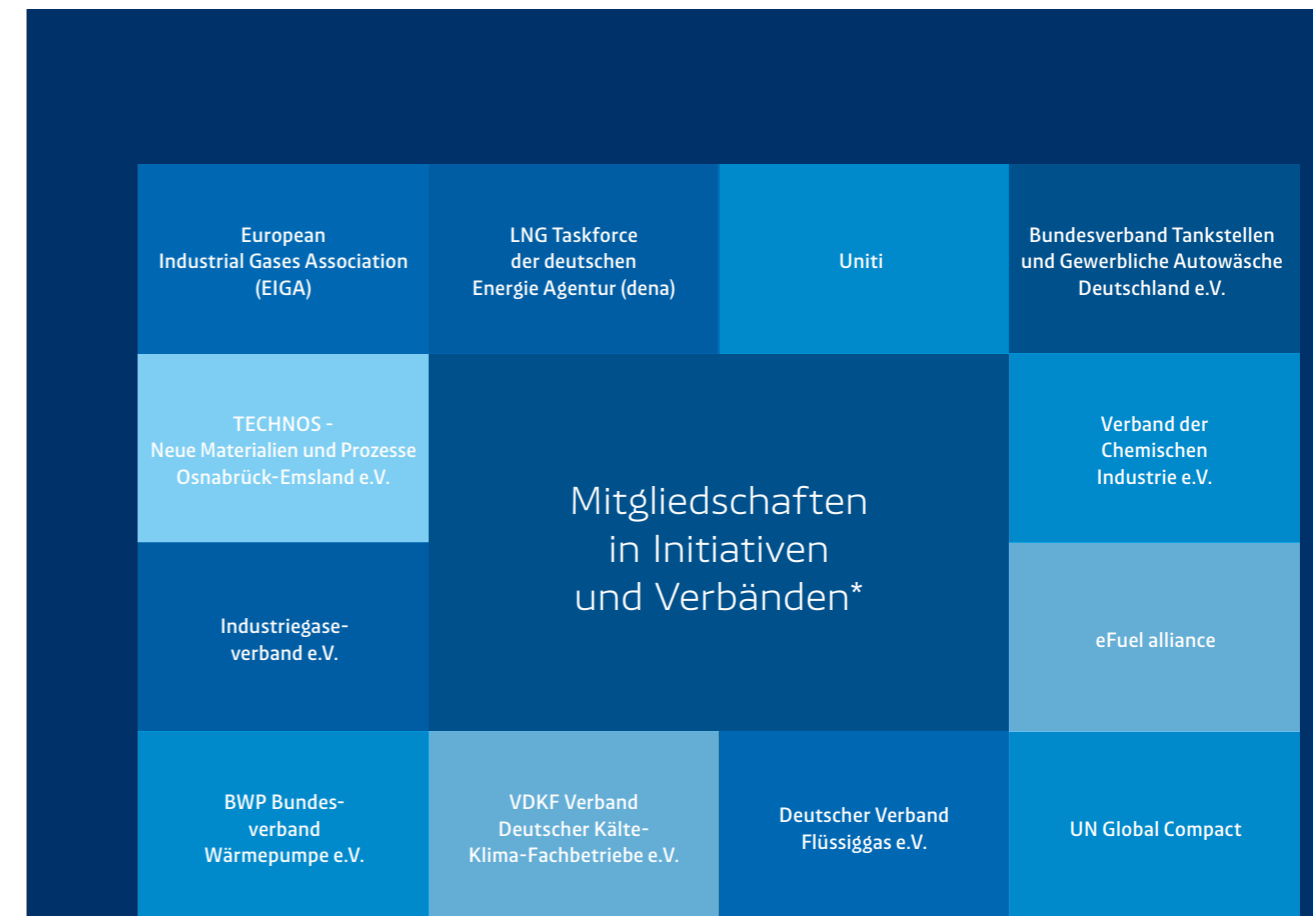 European
Industrial Gases Association
(EIGA)
LNG Taskforce
der deutschen
Energie Agentur (dena)
Uniti
Bundesverband Tankstellen
und Gewerbliche Autowäsche
Deutschland e.V.
TECHNOS -
Neue Materialien und Prozesse
Osnabrück-Emsland e.V.
Mitgliedschaften
in Initiativen
und Verbänden*
Verband der
Chemischen
Industrie e.V.
Industriegase-
verband e.V.
eFuel alliance
BWP Bundes-
verband
Wärmepumpe e.V.
VDKF Verband
Deutscher Kälte-
Klima-Fachbetriebe e.V.
Deutscher Verband
Flüssiggas e.V.
UN Global Compact